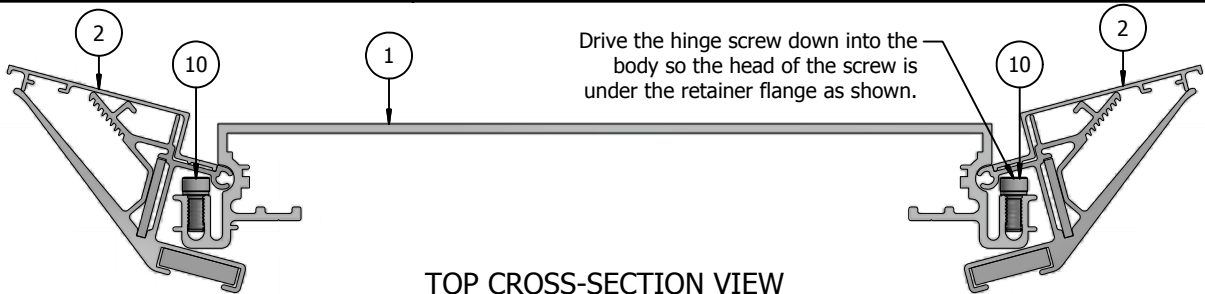 2
10
1
Drive the hinge screw down into the
body so the head of the screw is
under the retainer flange as shown.
10
2
TOP CROSS-SECTION VIEW